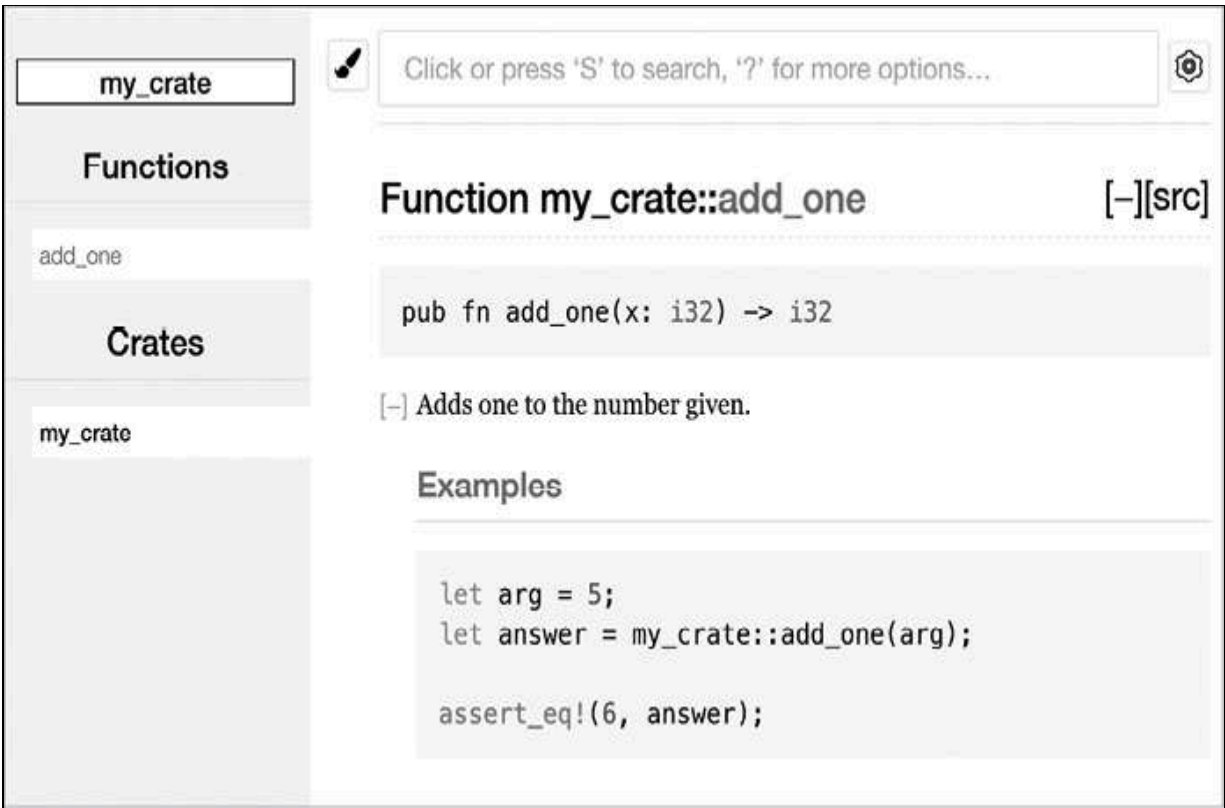 my_crate
Functions
add_one
Crates
my_crate
Click or press ‘S’ to search, ‘?’ for more options…
Function my_crate::add_one [−][src]
pub fn add_one(x: i32) -> i32
[−] Adds one to the number given.
Examples
let arg = 5;
let answer = my_crate::add_one(arg);
assert_eq!(6, answer);